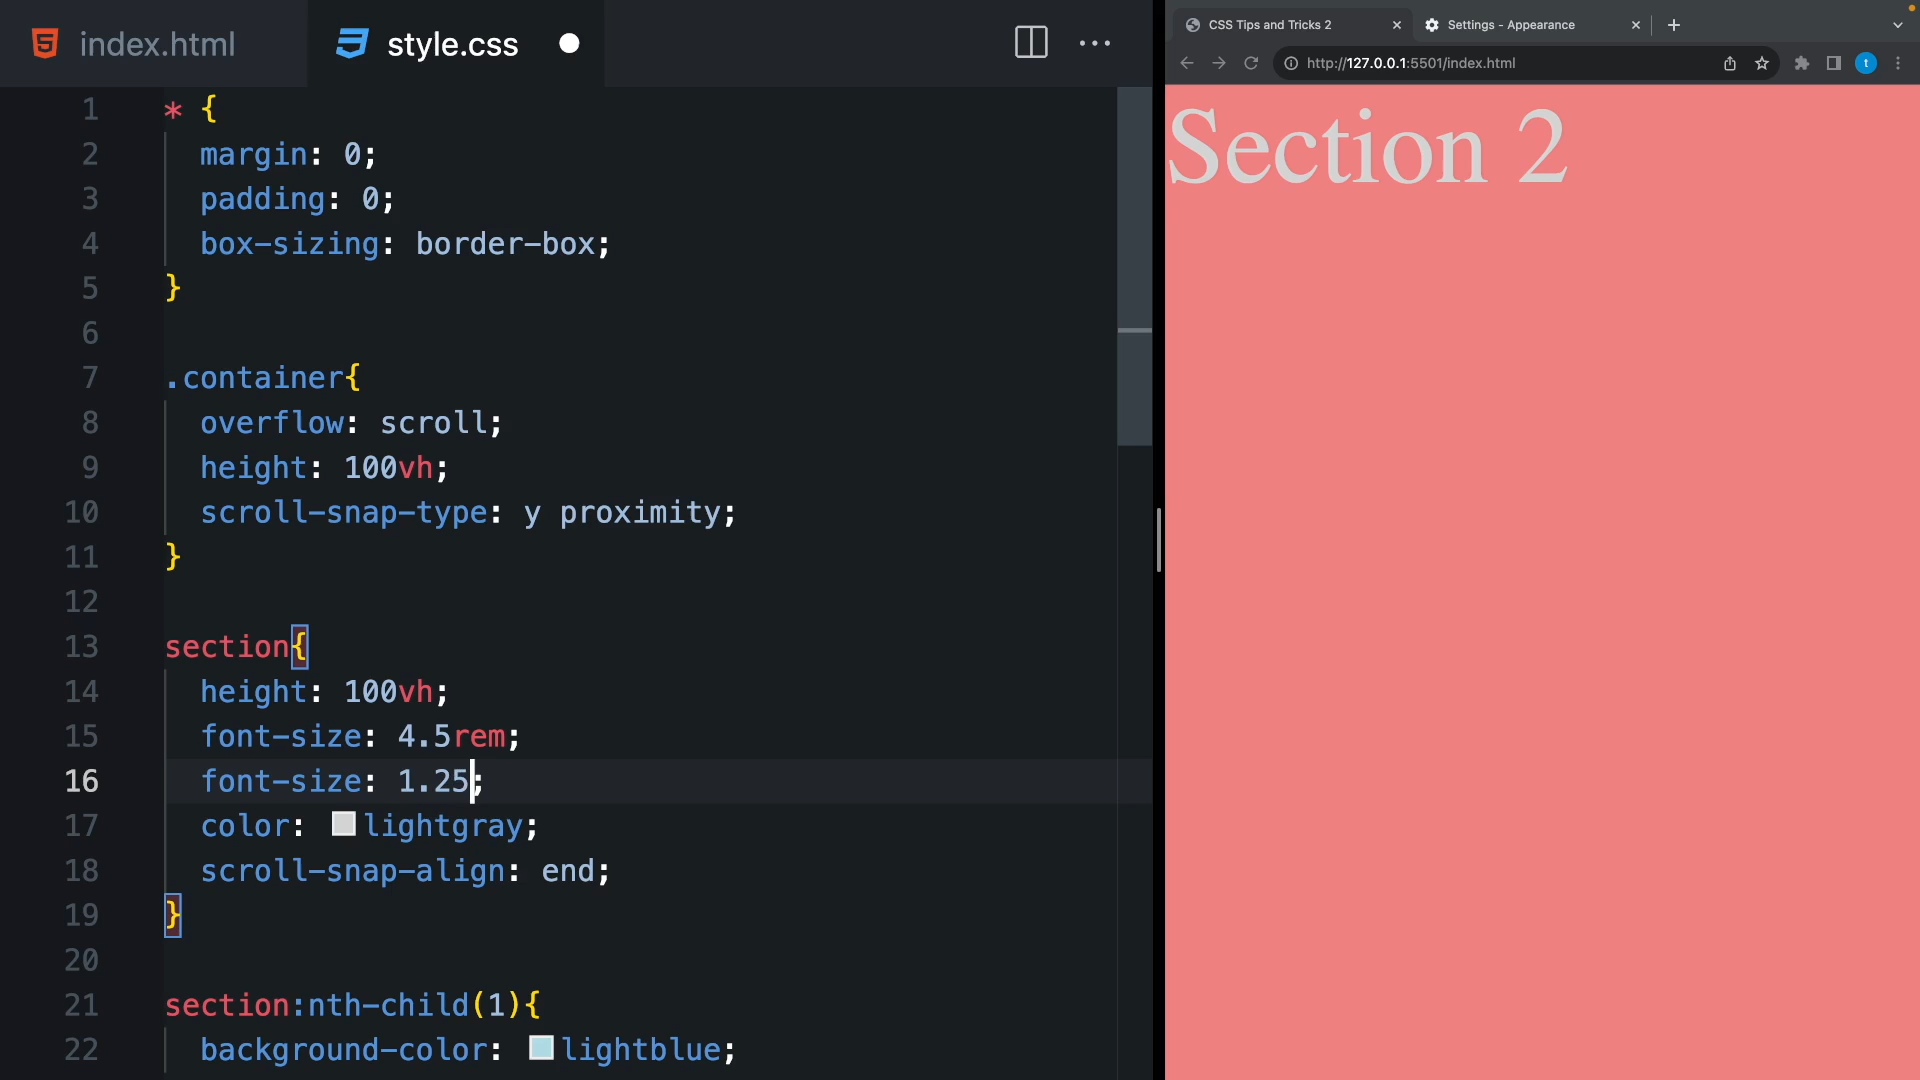 index.html
style.css
1 * {
2 margin: 0;
3 padding: 0;
4 box-sizing: border-box;
5 }
6
7 .container{
8 overflow: scroll;
9 height: 100vh;
10 scroll-snap-type: y proximity;
11 }
12
13 section{
14 height: 100vh;
15 font-size: 4.5rem;
16 font-size: 1.25;
17 color: lightgray;
18 scroll-snap-align: end;
19 }
20
21 section:nth-child(1){
22 background-color: lightblue;
CSS Tips and Tricks 2
Settings - Appearance
http://127.0.0.1:5501/index.html
t
Section 2